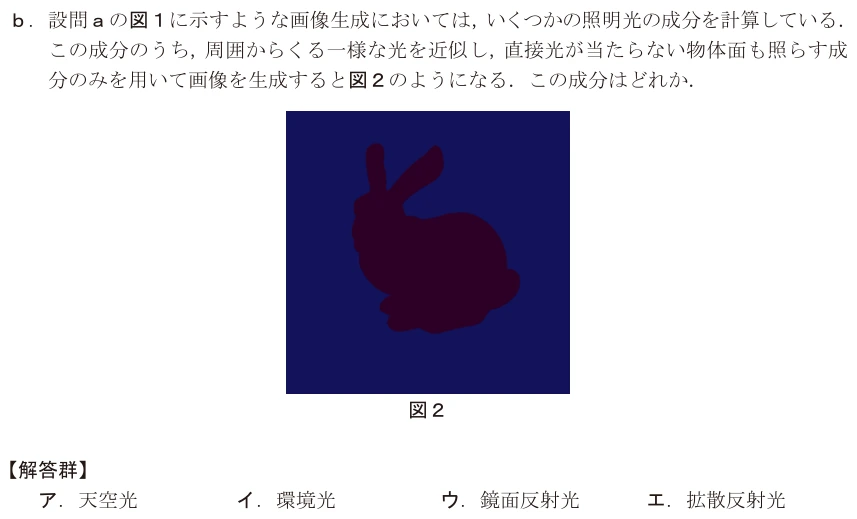 b．設問aの図1に示すような画像生成においては，いくつかの照明光の成分を計算している．
この成分のうち，周囲からくる一様な光を近似し，直接光が当たらない物体面も照らす成
分のみを用いて画像を生成すると図2のようになる．この成分はどれか．
図2
【解答群】
ア．天空光　イ．環境光　ウ．鏡面反射光　エ．拡散反射光